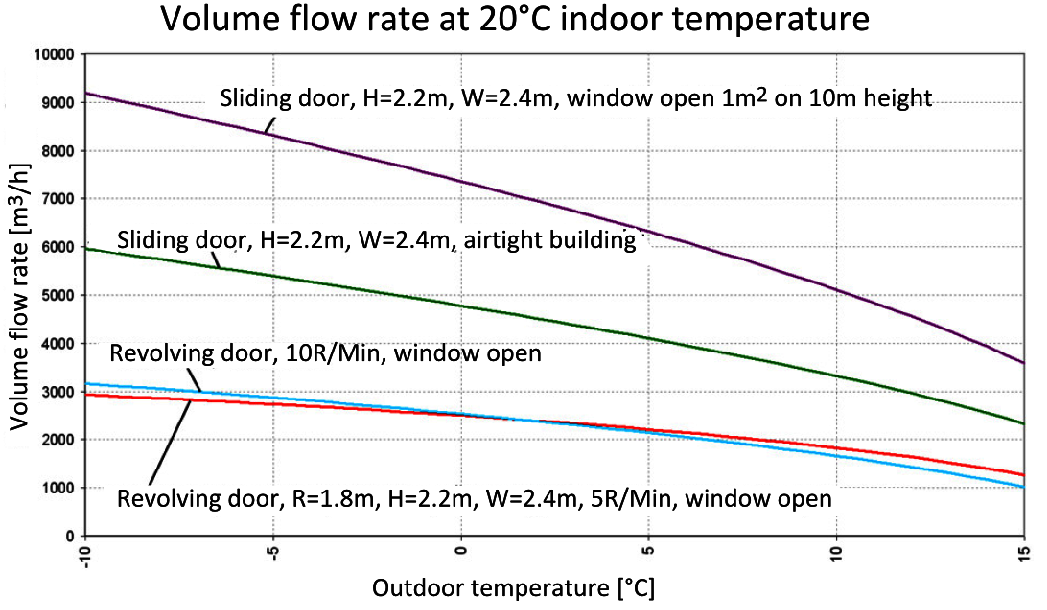 Volume flow rate at 20°C indoor temperature
Volume flow rate [m³/h]
10000
9000
8000
7000
6000
5000
4000
3000
2000
1000
0
Sliding door, H=2.2m, W=2.4m, window open 1m² on 10m height
Sliding door, H=2.2m, W=2.4m, airtight building
Revolving door, 10R/Min, window open
Revolving door, R=1.8m, H=2.2m, W=2.4m, 5R/Min, window open
-10 -5 0 5 10 15
Outdoor temperature [°C]